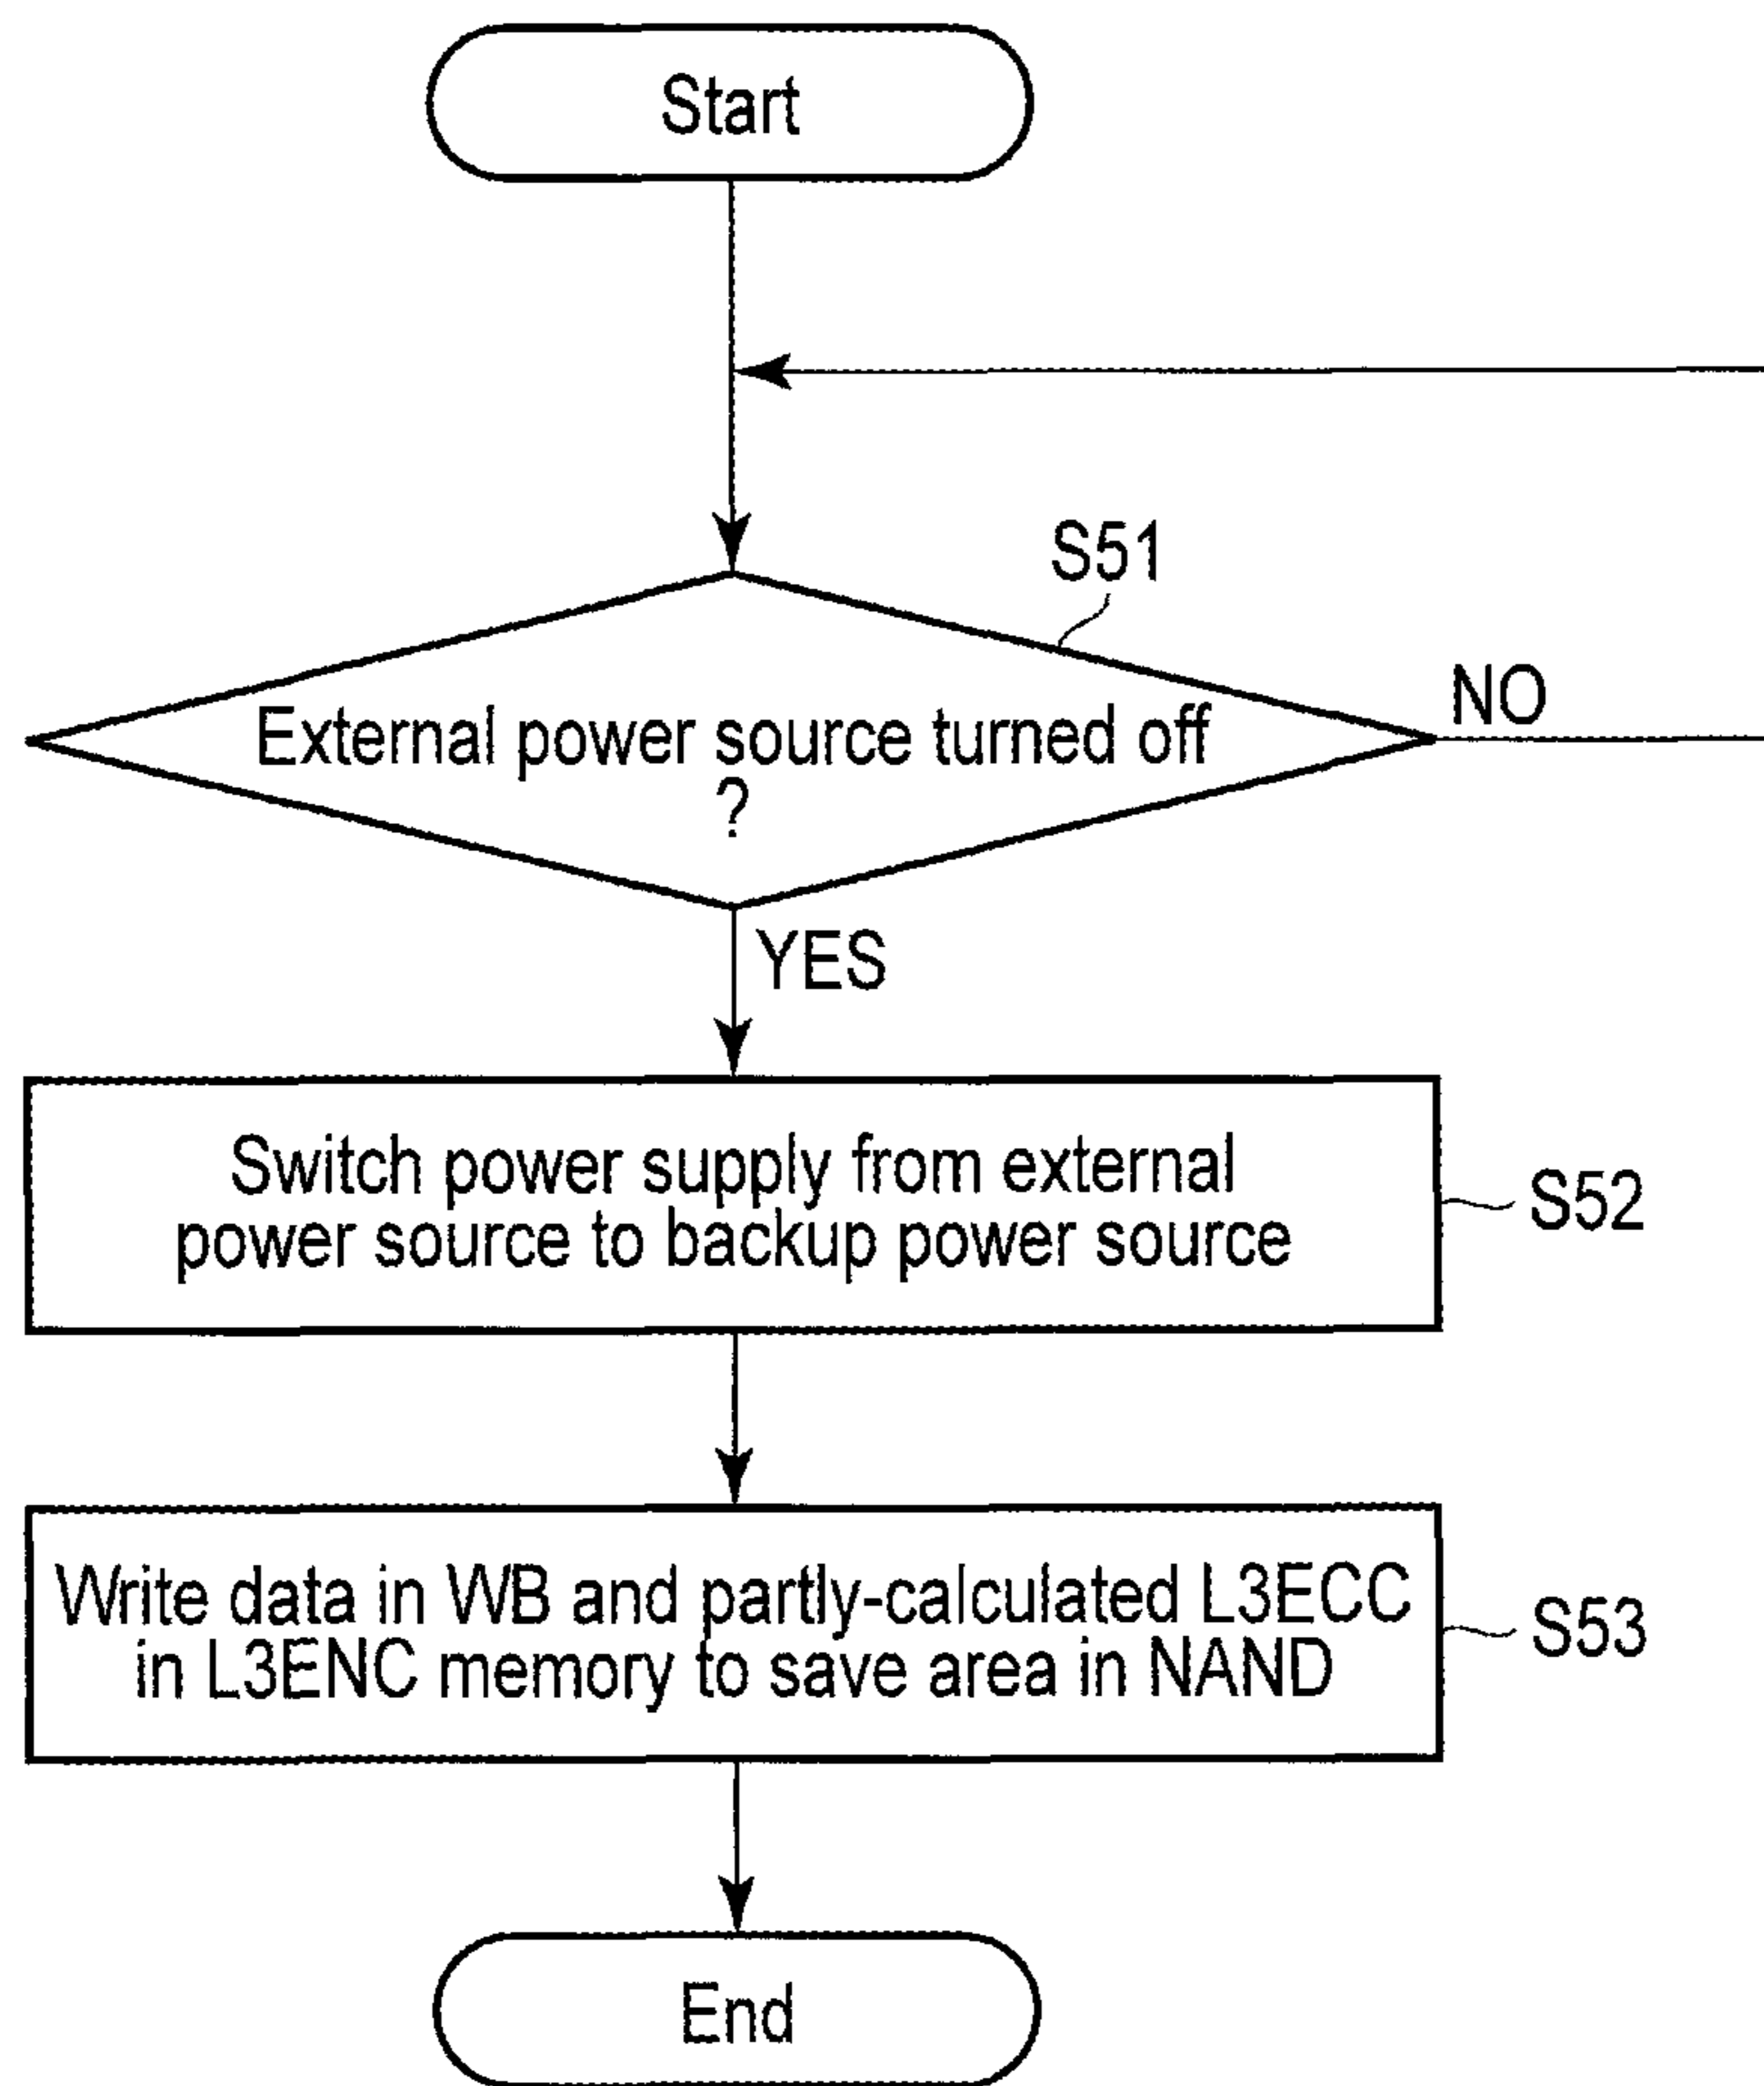 Start
S51
External power source turned off
?
NO
YES
Switch power supply from external
power source to backup power source
S52
Write data in WB and partly-calculated L3ECC
in L3ENC memory to save area in NAND
S53
End